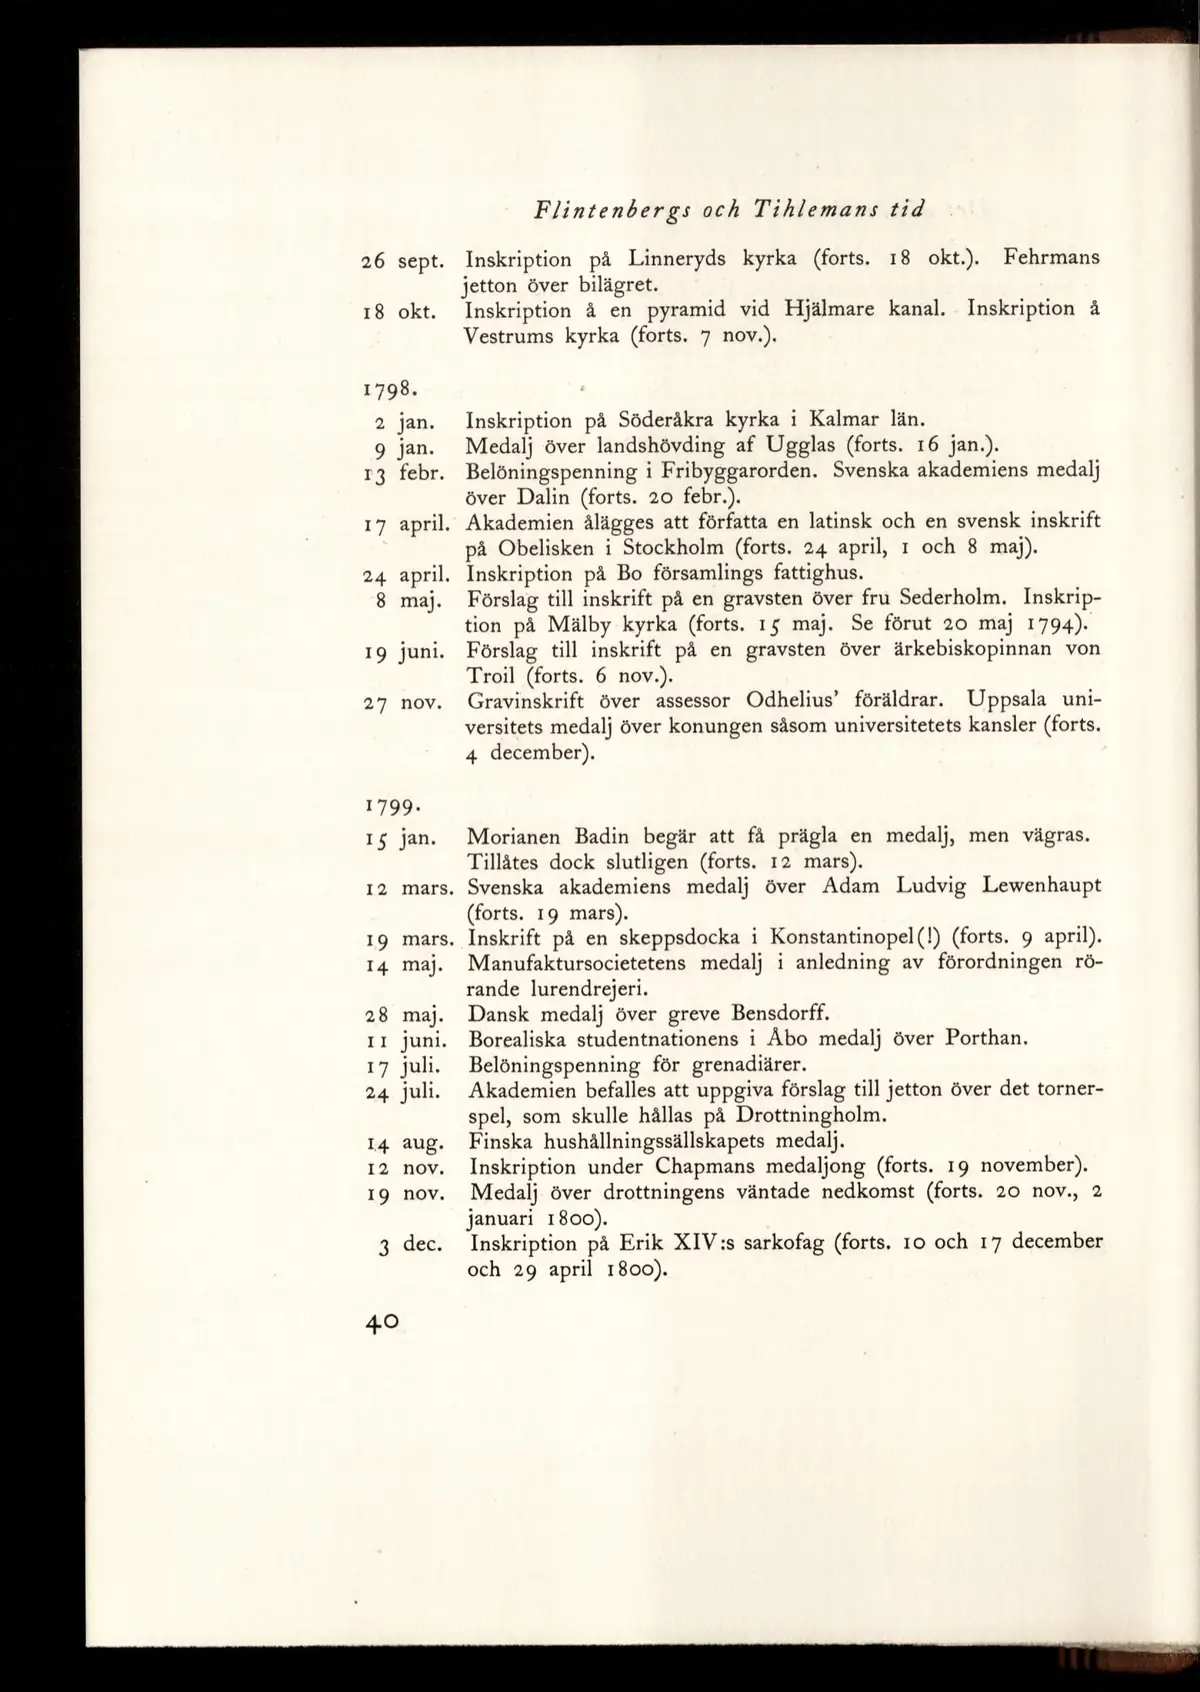 Flintenbergs och Tihlemans tid
26 sept. Inskription på Linneryds kyrka (forts. 18 okt.). Fehrmans
jetton över bilägret.
18 okt. Inskription å en pyramid vid Hjälmare kanal. Inskription å
Vestrums kyrka (forts. 7 nov.).
1798.
2 jan. Inskription på Söderåkra kyrka i Kalmar län.
9 jan. Medalj över landshövding af Ugglas (forts. 16 jan.).
13 febr. Belöningspenning i Fribyggarorden. Svenska akademiens medalj
över Dalin (forts. 20 febr.).
17 april. Akademien ålägges att författa en latinsk och en svensk inskrift
på Obelisken i Stockholm (forts. 24 april, 1 och 8 maj).
24 april. Inskription på Bo församlings fattighus.
8 maj. Förslag till inskrift på en gravsten över fru Sederholm. Inskrip-
tion på Mälby kyrka (forts. 15 maj. Se förut 20 maj 1794).
19 juni. Förslag till inskrift på en gravsten över ärkebiskopinnan von
Troil (forts. 6 nov.).
27 nov. Gravinskrift över assessor Odhelius’ föräldrar. Uppsala uni-
versitets medalj över konungen såsom universitetets kansler (forts.
4 december).
1799.
15 jan. Morianen Badin begär att få prägla en medalj, men vägras.
Tillåtes dock slutligen (forts. 12 mars).
12 mars. Svenska akademiens medalj över Adam Ludvig Lewenhaupt
(forts. 19 mars).
19 mars. Inskrift på en skeppsdocka i Konstantinopel(!) (forts. 9 april).
14 maj. Manufaktursocietetens medalj i anledning av förordningen rö-
rande lurendrejeri.
28 maj. Dansk medalj över greve Bensdorff.
11 juni. Borealiska studentnationens i Åbo medalj över Porthan.
17 juli. Belöningspenning för grenadiärer.
24 juli. Akademien befalles att uppgiva förslag till jetton över det torner-
spel, som skulle hållas på Drottningholm.
14 aug. Finska hushållningssällskapets medalj.
12 nov. Inskription under Chapmans medaljong (forts. 19 november).
19 nov. Medalj över drottningens väntade nedkomst (forts. 20 nov., 2
januari 1800).
3 dec. Inskription på Erik XIV:s sarkofag (forts. 10 och 17 december
och 29 april 1800).
40